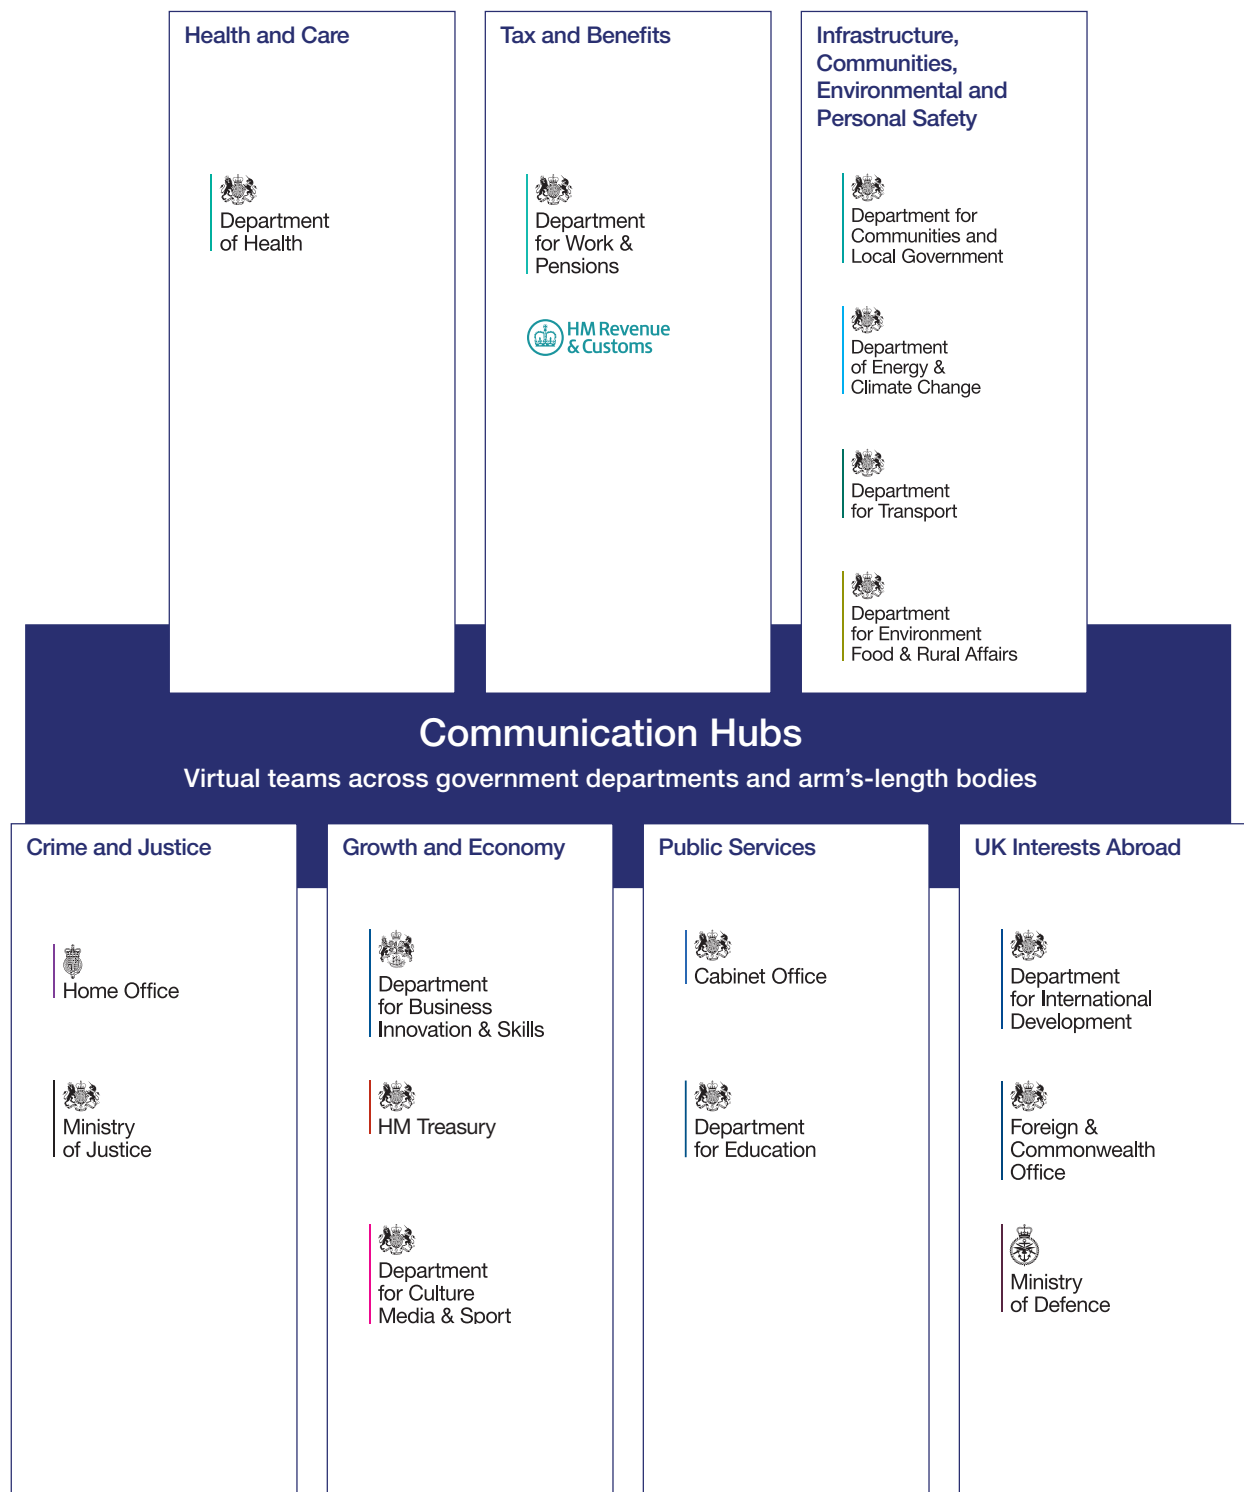 Health and Care
Department
of Health
Tax and Benefits
Department
for Work &
Pensions
HM Revenue
& Customs
Infrastructure,
Communities,
Environmental and
Personal Safety
Department for
Communities and
Local Government
Department
of Energy &
Climate Change
Department
for Transport
Department
for Environment
Food & Rural Affairs
Communication Hubs
Virtual teams across government departments and arm's-length bodies
Crime and Justice
Home Office
Ministry
of Justice
Growth and Economy
Department
for Business
Innovation & Skills
HM Treasury
Department
for Culture
Media & Sport
Public Services
Cabinet Office
Department
for Education
UK Interests Abroad
Department
for International
Development
Foreign &
Commonwealth
Office
Ministry
of Defence